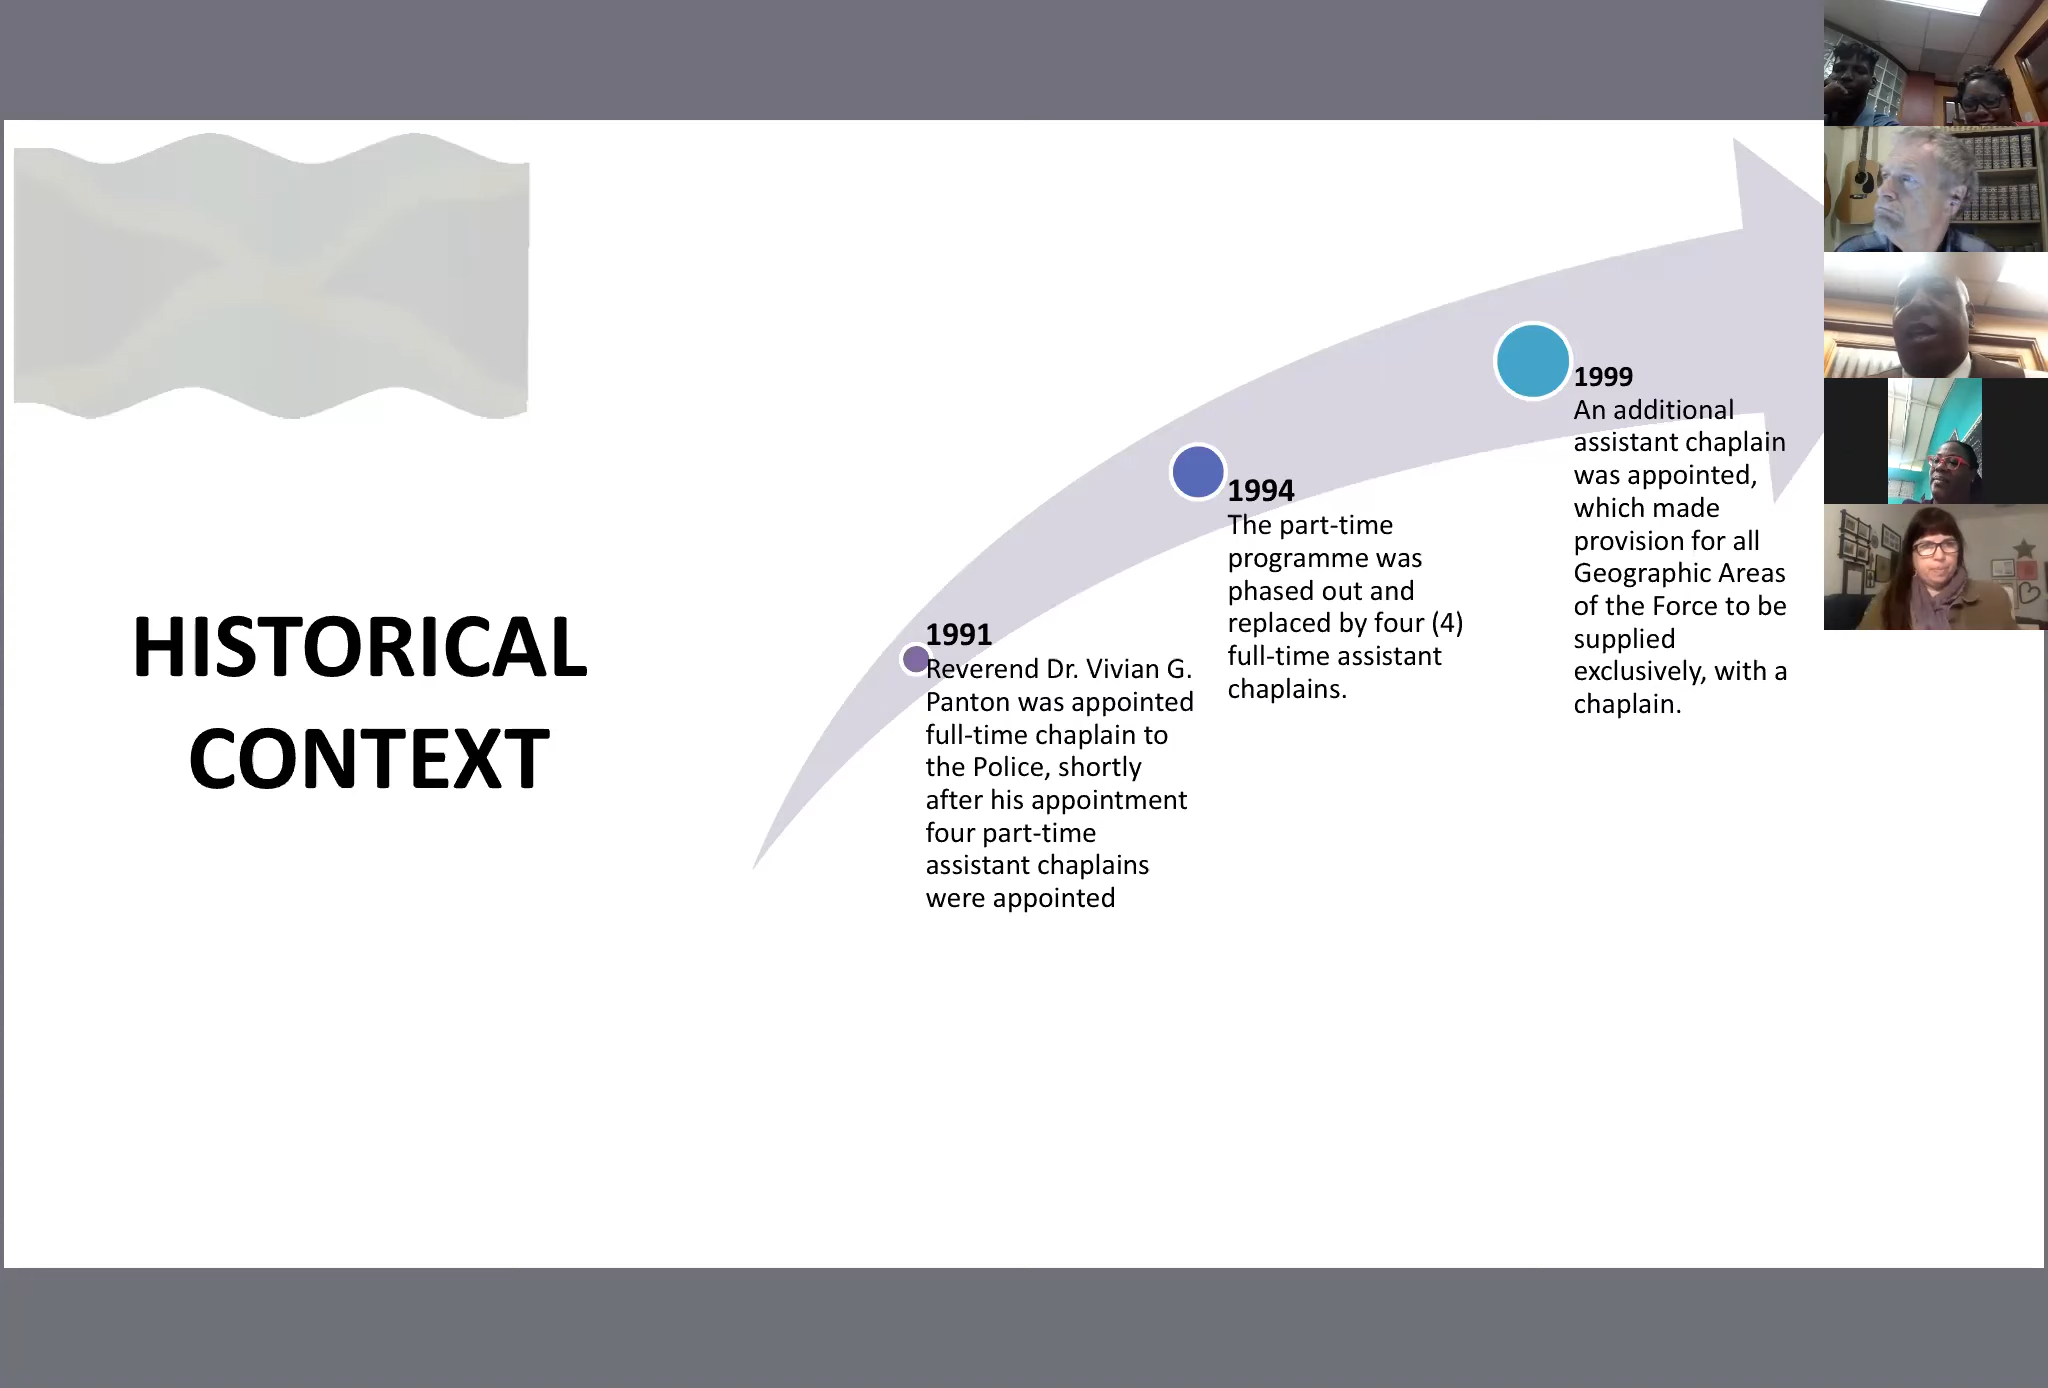 HISTORICAL
CONTEXT
1991
Reverend Dr. Vivian G.
Panton was appointed
full-time chaplain to
the Police, shortly
after his appointment
four part-time
assistant chaplains
were appointed
1994
The part-time
programme was
phased out and
replaced by four (4)
full-time assistant
chaplains.
1999
An additional
assistant chaplain
was appointed,
which made
provision for all
Geographic Areas
of the Force to be
supplied
exclusively, with a
chaplain.